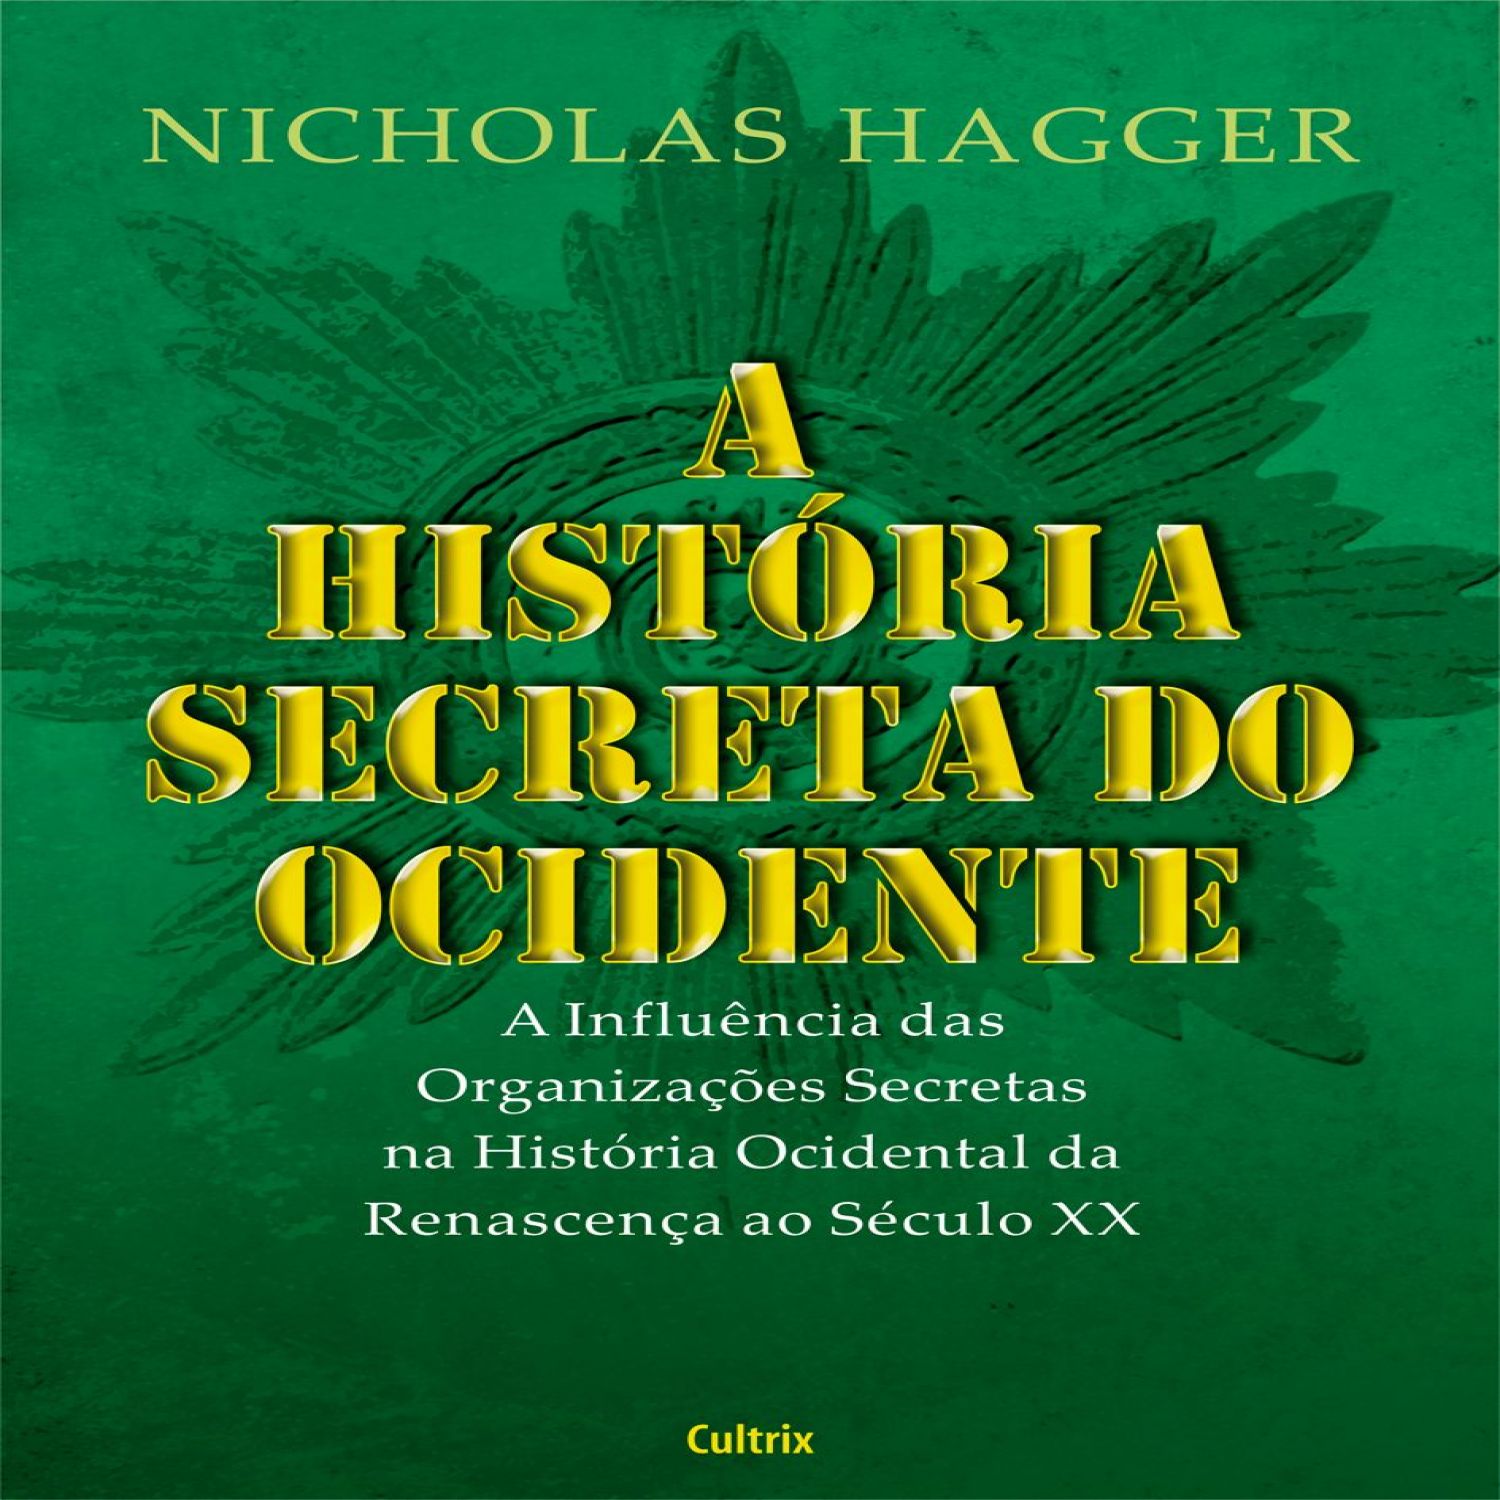 NICHOLAS HAGGER
A
HISTÓRIA
SECRETA DO
OCIDENTE
A Influência das
Organizações Secretas
na História Ocidental da
Renascença ao Século XX
Cultrix